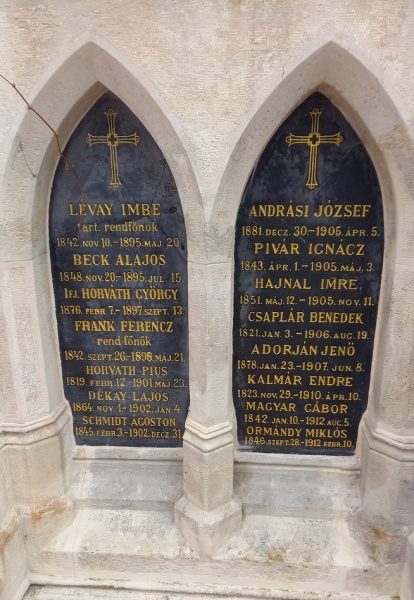 LÉVAY IMRE
tart. rendfőnök
1842. NOV. 10.-1895. MÁJ. 20.
BECK ALAJOS
1848. NOV. 20.-1895. JUL. 15.
IFJ. HORVÁTH GYÖRGY
1876. FEBR. 7.-1897. SZEPT. 13.
FRANK FERENCZ
rendfőnök
1842. SZEPT. 26.-1898. MÁJ. 21.
HORVÁTH PIUS
1819. FEBR. 17.-1901. MÁJ. 23.
DÉKAY LAJOS
1864. NOV. 1.-1902. JAN. 4.
SCHMIDT ÁGOSTON
1845. FEBR. 3.-1902. DECZ. 31.
ANDRÁSI JÓZSEF
1881. DECZ. 30.-1905. ÁPR. 5.
PIVÁR IGNÁCZ
1843. ÁPR. 1.-1905. MÁJ. 3.
HAJNAL IMRE
1851. MÁJ. 12.-1905. NOV. 11.
CSAPLÁR BENEDEK
1821. JAN. 3.-1906. AUG. 19.
ADORJÁN JENŐ
1878. JAN. 23.-1907. JUN. 8.
KALMÁR ENDRE
1823. NOV. 29.-1910. ÁPR. 10.
MAGYAR GÁBOR
1842. JAN. 10.-1912. AUG. 5.
ORMÁNDY MIKLÓS
1846. SZEPT. 28.-1912. FEBR. 10.